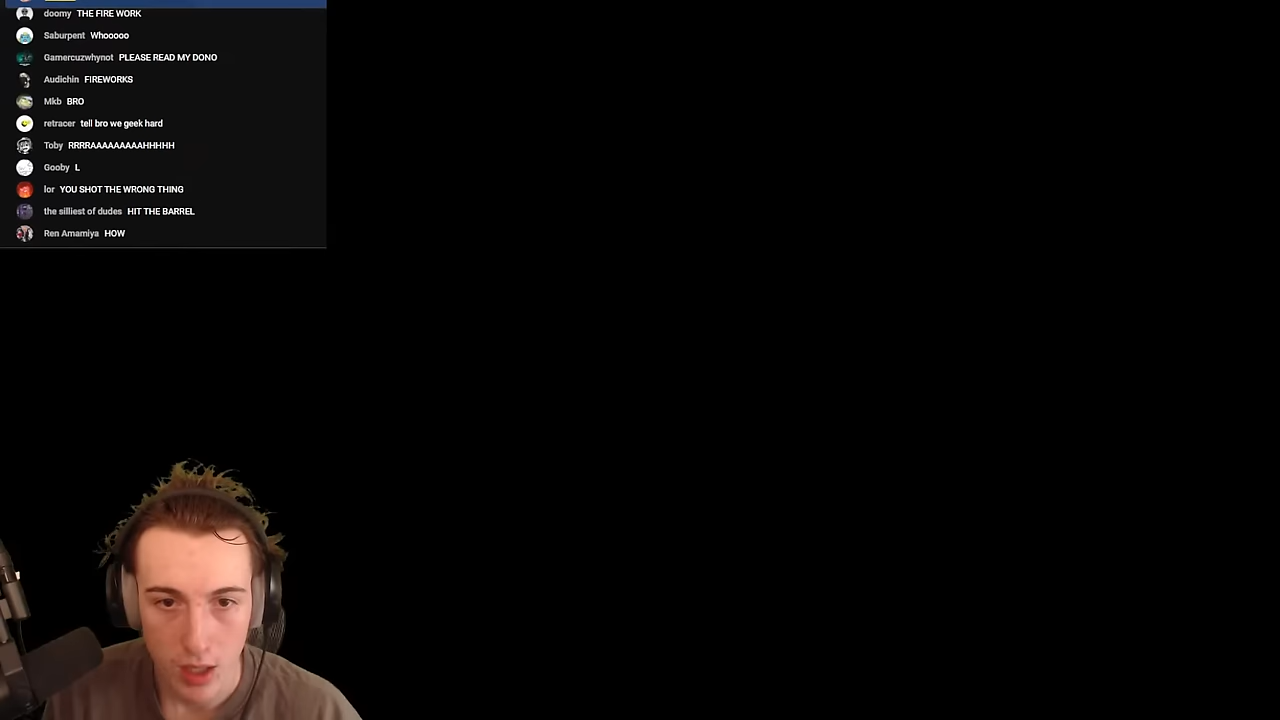 doomy THE FIRE WORK
Saburpent Whooooo
Gamercuzwhynot PLEASE READ MY DONO
Audichin FIREWORKS
Mkb BRO
retracer tell bro we geek hard
Toby RRRRAAAAAAAAAHHHHH
Gooby L
lor YOU SHOT THE WRONG THING
the silliest of dudes HIT THE BARREL
Ren Amamiya HOW